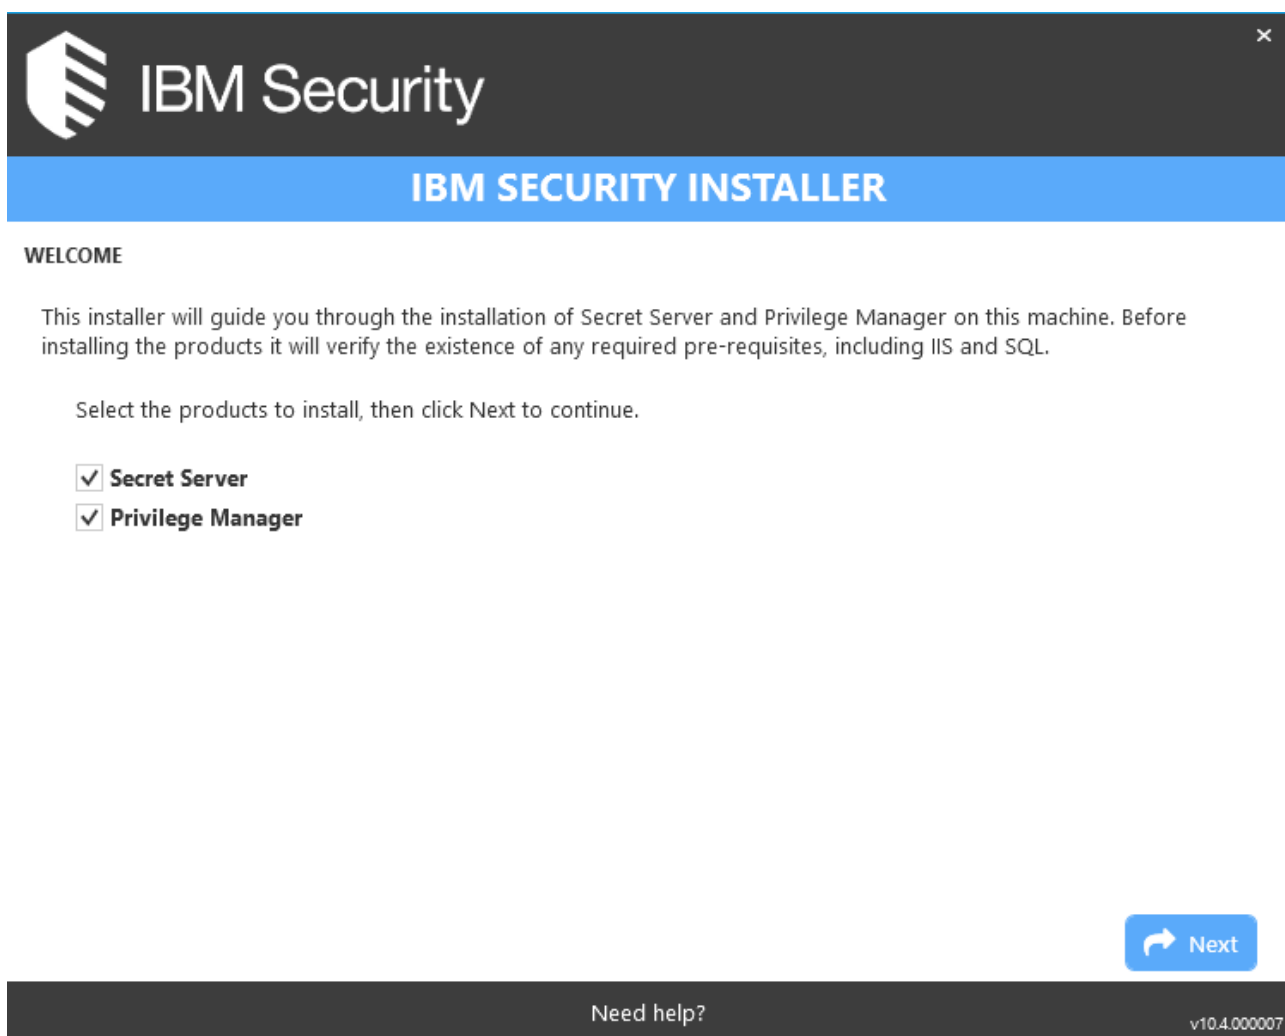 IBM Security
×
IBM SECURITY INSTALLER
WELCOME
This installer will guide you through the installation of Secret Server and Privilege Manager on this machine. Before
installing the products it will verify the existence of any required pre-requisites, including IIS and SQL.
Select the products to install, then click Next to continue.
Secret Server
Privilege Manager
Next
Need help?
v10.4.000007